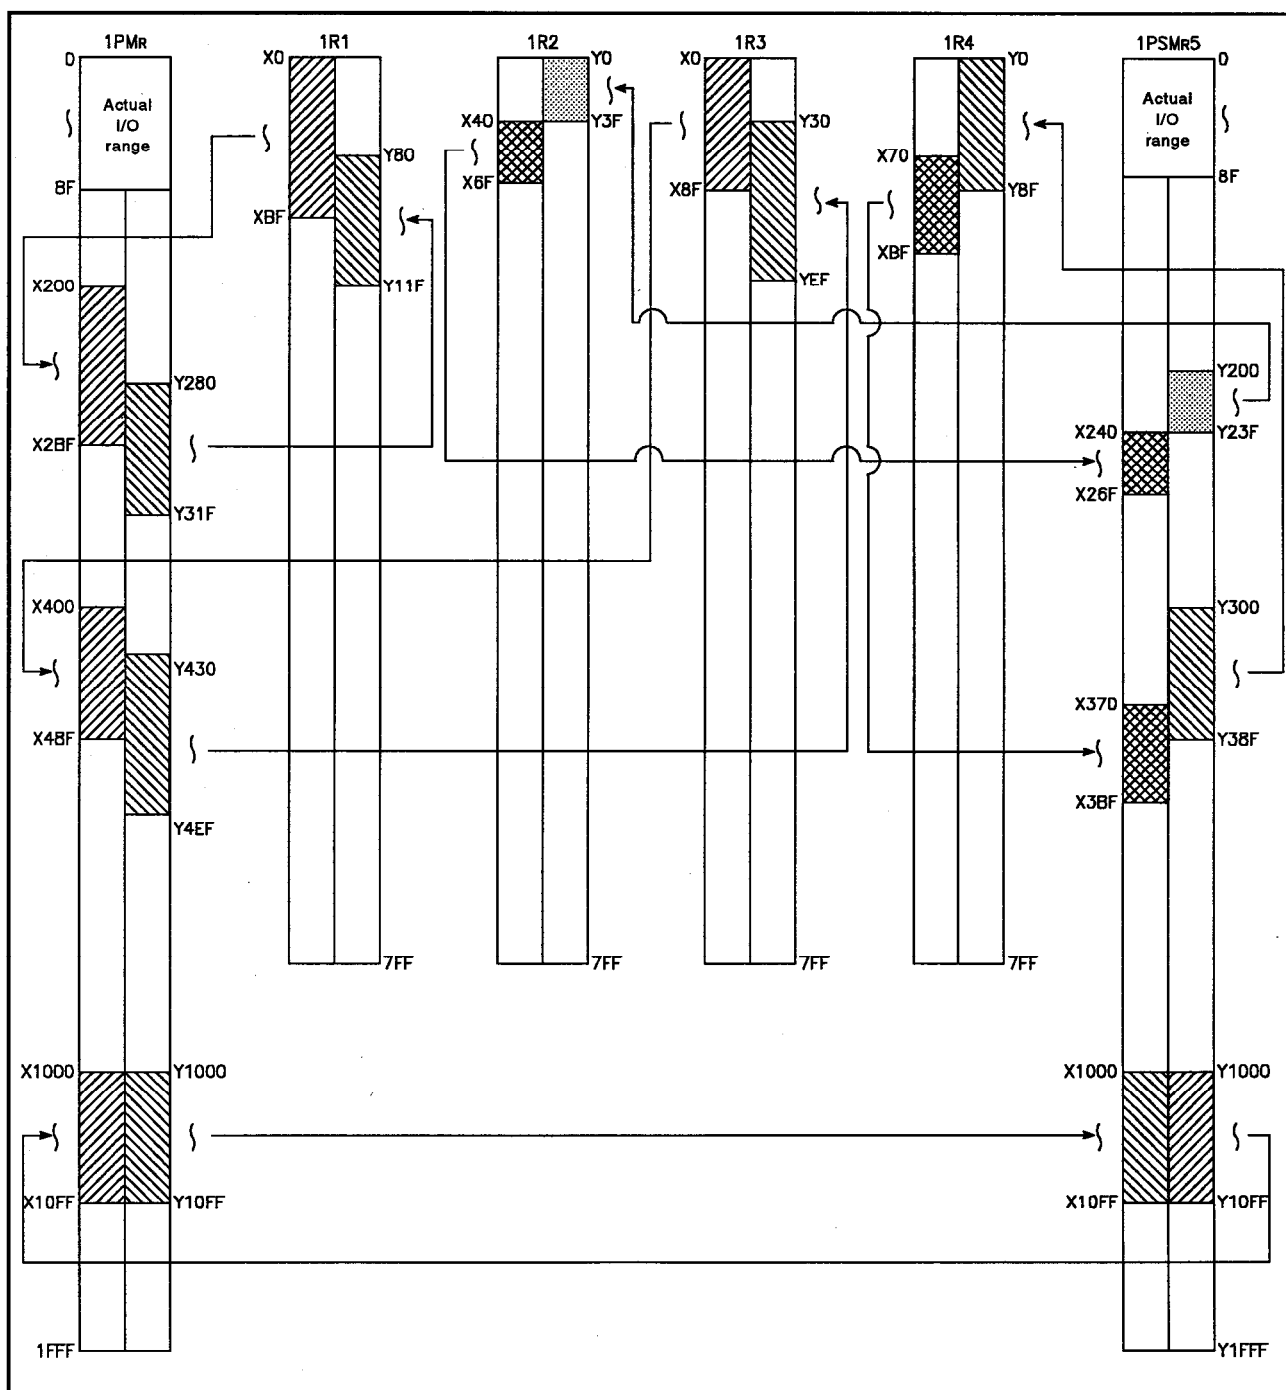 1PMR
1R1
1R2
1R3
1R4
1PSMR5
0
X0
Y0
X0
Y0
0
Actual
I/O
range
Actual
I/O
range
X40
Y3F
Y30
Y80
X70
8F
X6F
X8F
Y8F
8F
XBF
XBF
X200
Y11F
YEF
Y200
Y280
X2BF
X240
Y23F
X26F
Y31F
X400
Y300
Y430
X370
X48F
Y38F
X3BF
Y4EF
7FF
7FF
7FF
7FF
X1000
Y1000
X1000
Y1000
X10FF
Y10FF
X10FF
Y10FF
1FFF
Y1FFF